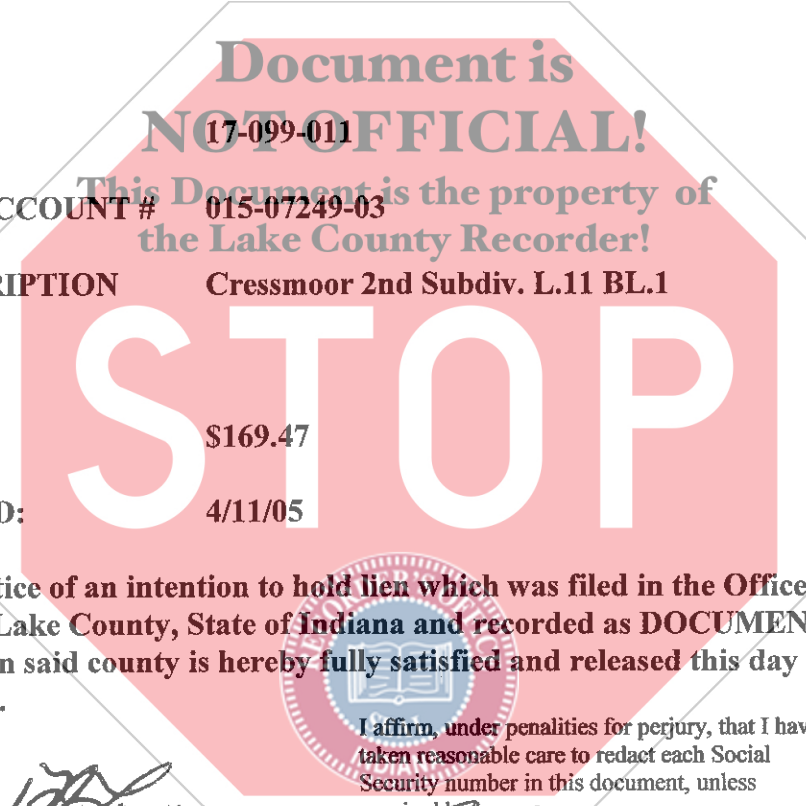 Document is
NOT OFFICIAL!
17-099-011
This Document is the property of
CCOUNT # 015-07249-03
the Lake County Recorder!
RIPTION Cressmoor 2nd Subdiv. L.11 BL.1
STOP
$169.47
D: 4/11/05
tice of an intention to hold lien which was filed in the Office
Lake County, State of Indiana and recorded as DOCUMEN
n said county is hereby fully satisfied and released this day
.
I affirm, under penalities for perjury, that I hav
taken reasonable care to redact each Social
Security number in this document, unless
INDIANA